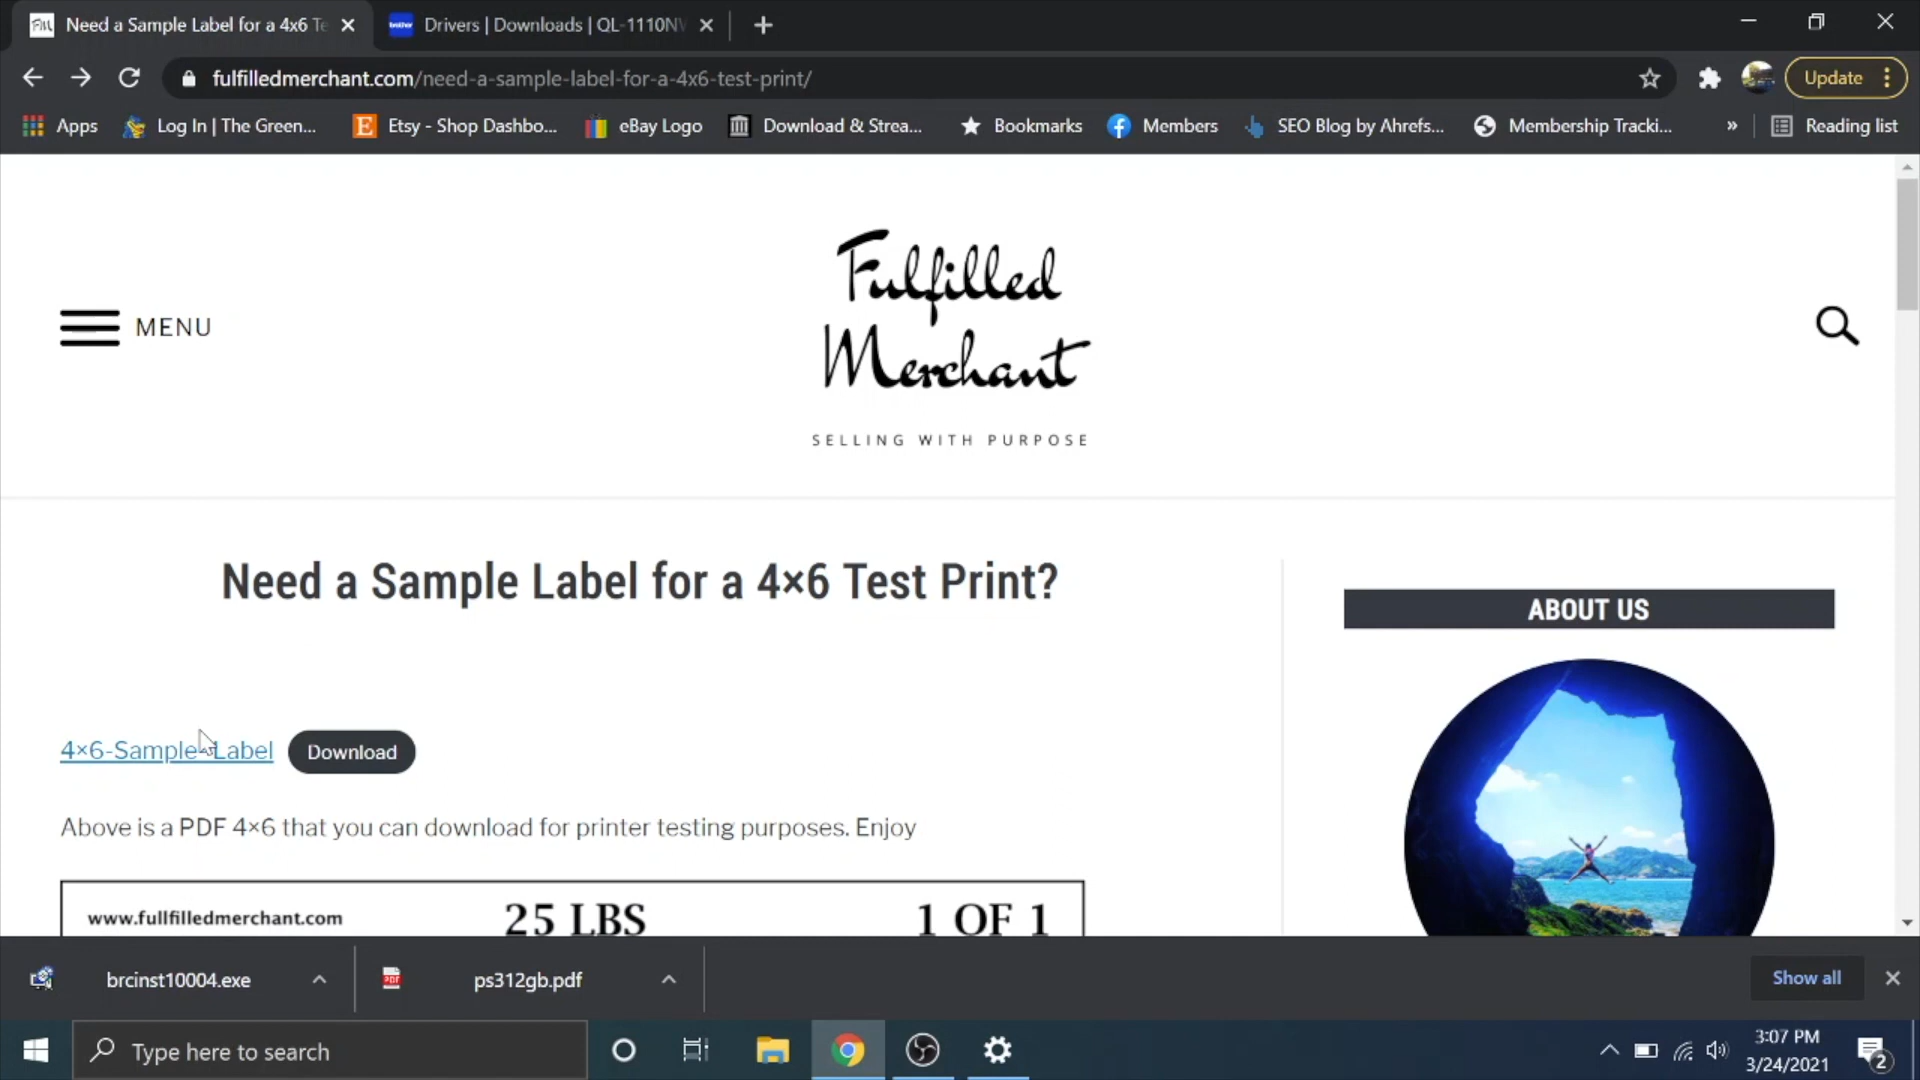 Need a Sample Label for a 4x6 Te
Drivers | Downloads | QL-1110NW
fulfilledmerchant.com/need-a-sample-label-for-a-4x6-test-print/
Update
Apps
Log In | The Green...
Etsy - Shop Dashbo...
eBay Logo
Download & Strea...
Bookmarks
Members
SEO Blog by Ahrefs...
Membership Tracki...
»
Reading list
MENU
Fulfilled
Merchant
SELLING WITH PURPOSE
Need a Sample Label for a 4×6 Test Print?
ABOUT US
4×6-Sample-Label
Download
Above is a PDF 4×6 that you can download for printer testing purposes. Enjoy
www.fullfilledmerchant.com
25 LBS
1 OF 1
brcinst10004.exe
ps312gb.pdf
Show all
Type here to search
3:07 PM
3/24/2021
2